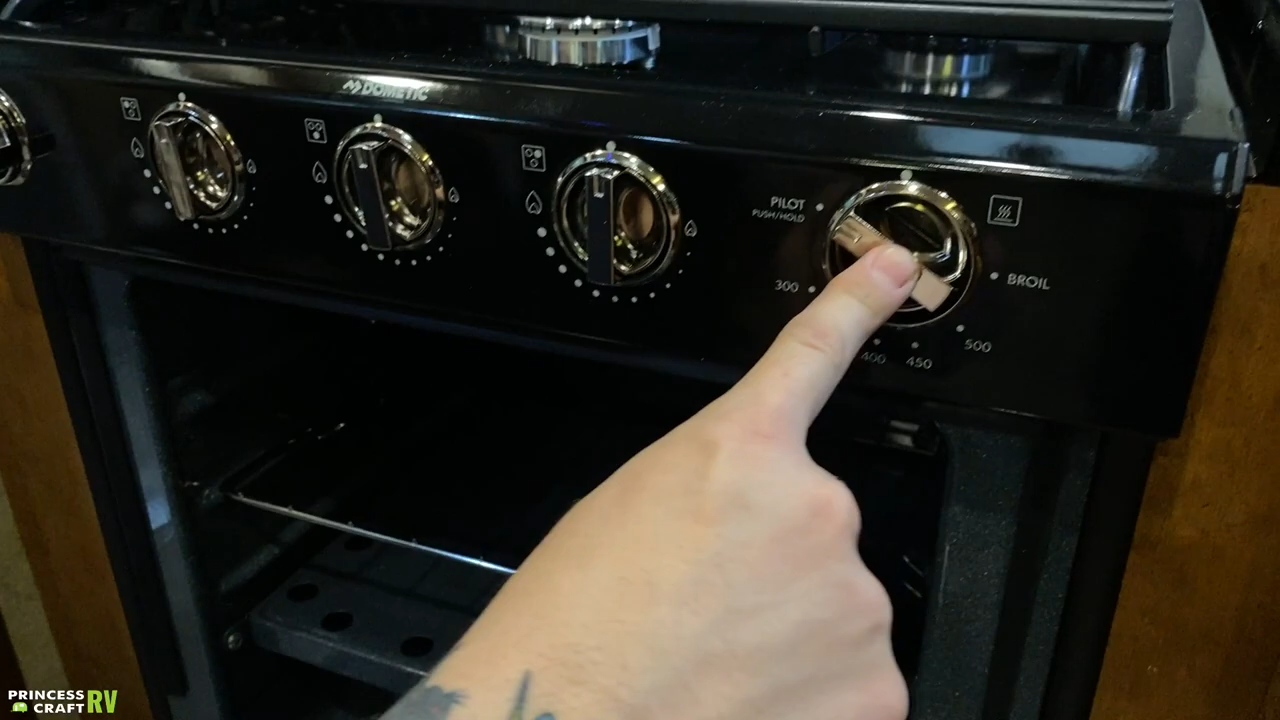 DOMETIC
PILOT
PUSH/HOLD
300
400
450
500
BROIL
PRINCESS
CRAFT
RV